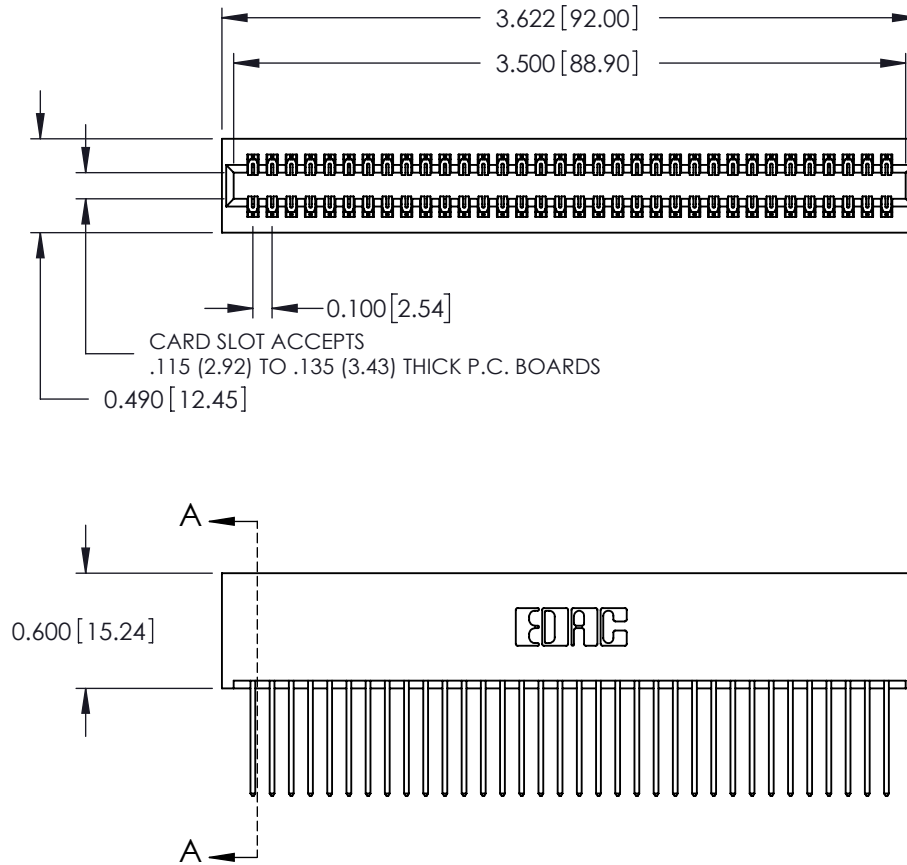 3.622 [92.00]
3.500 [88.90]
0.100 [2.54]
CARD SLOT ACCEPTS
.115 (2.92) TO .135 (3.43) THICK P.C. BOARDS
0.490 [12.45]
A
0.600 [15.24]
EDAC
A